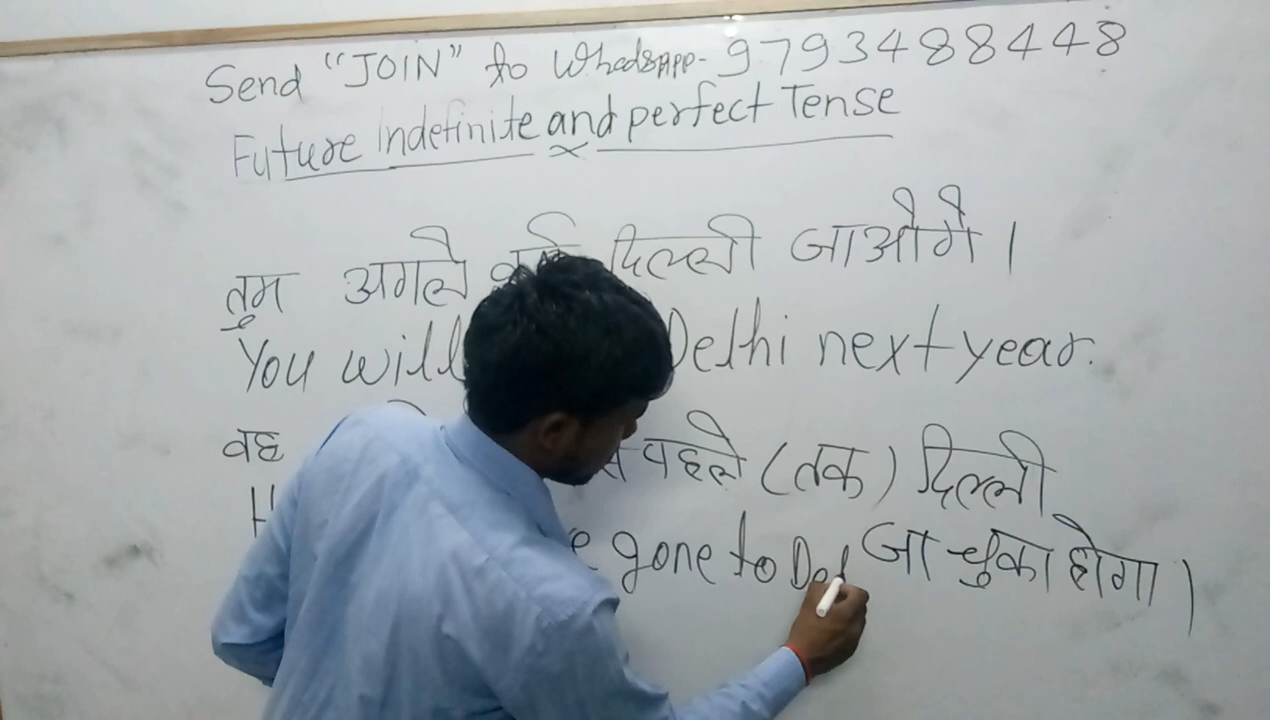 Send "JOIN" to WhatsAPP- 9793488448
Future Indefinite and perfect Tense
तुम अगले दिल्ली जाओगे ।
You will Delhi next year.
वह पहले (तक) दिल्ली
जा चुका होगा ।
gone to Del